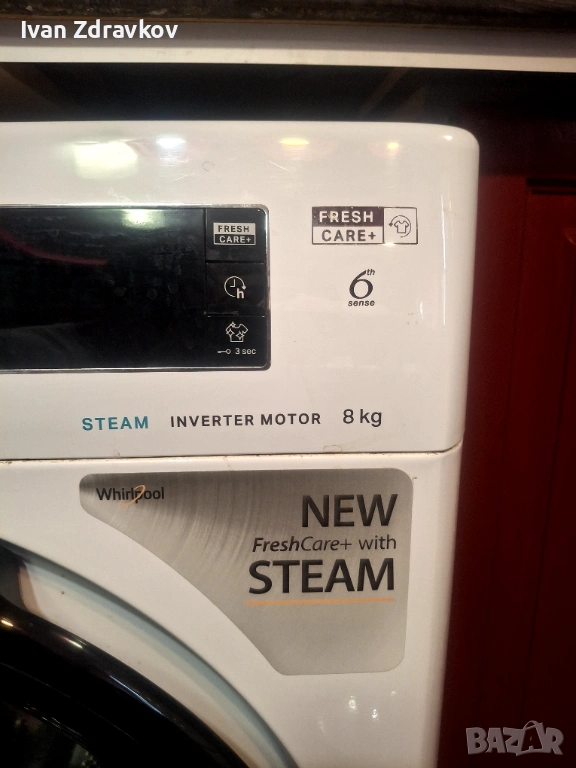 Ivan Zdravkov
FRESH
CARE+
h
3 sec
FRESH
CARE+
6th
sense
STEAM INVERTER MOTOR 8 kg
Whirlpool
NEW
FreshCare+ with
STEAM
BAZAR